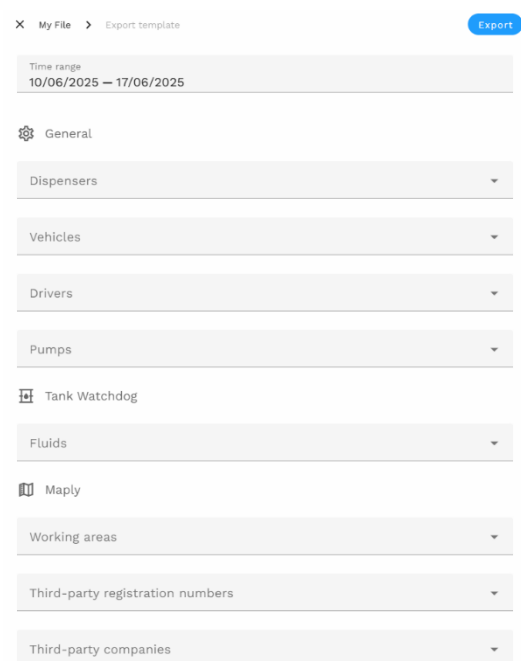 My File > Export template
Export
Time range
10/06/2025 — 17/06/2025
General
Dispensers
Vehicles
Drivers
Pumps
Tank Watchdog
Fluids
Maply
Working areas
Third-party registration numbers
Third-party companies